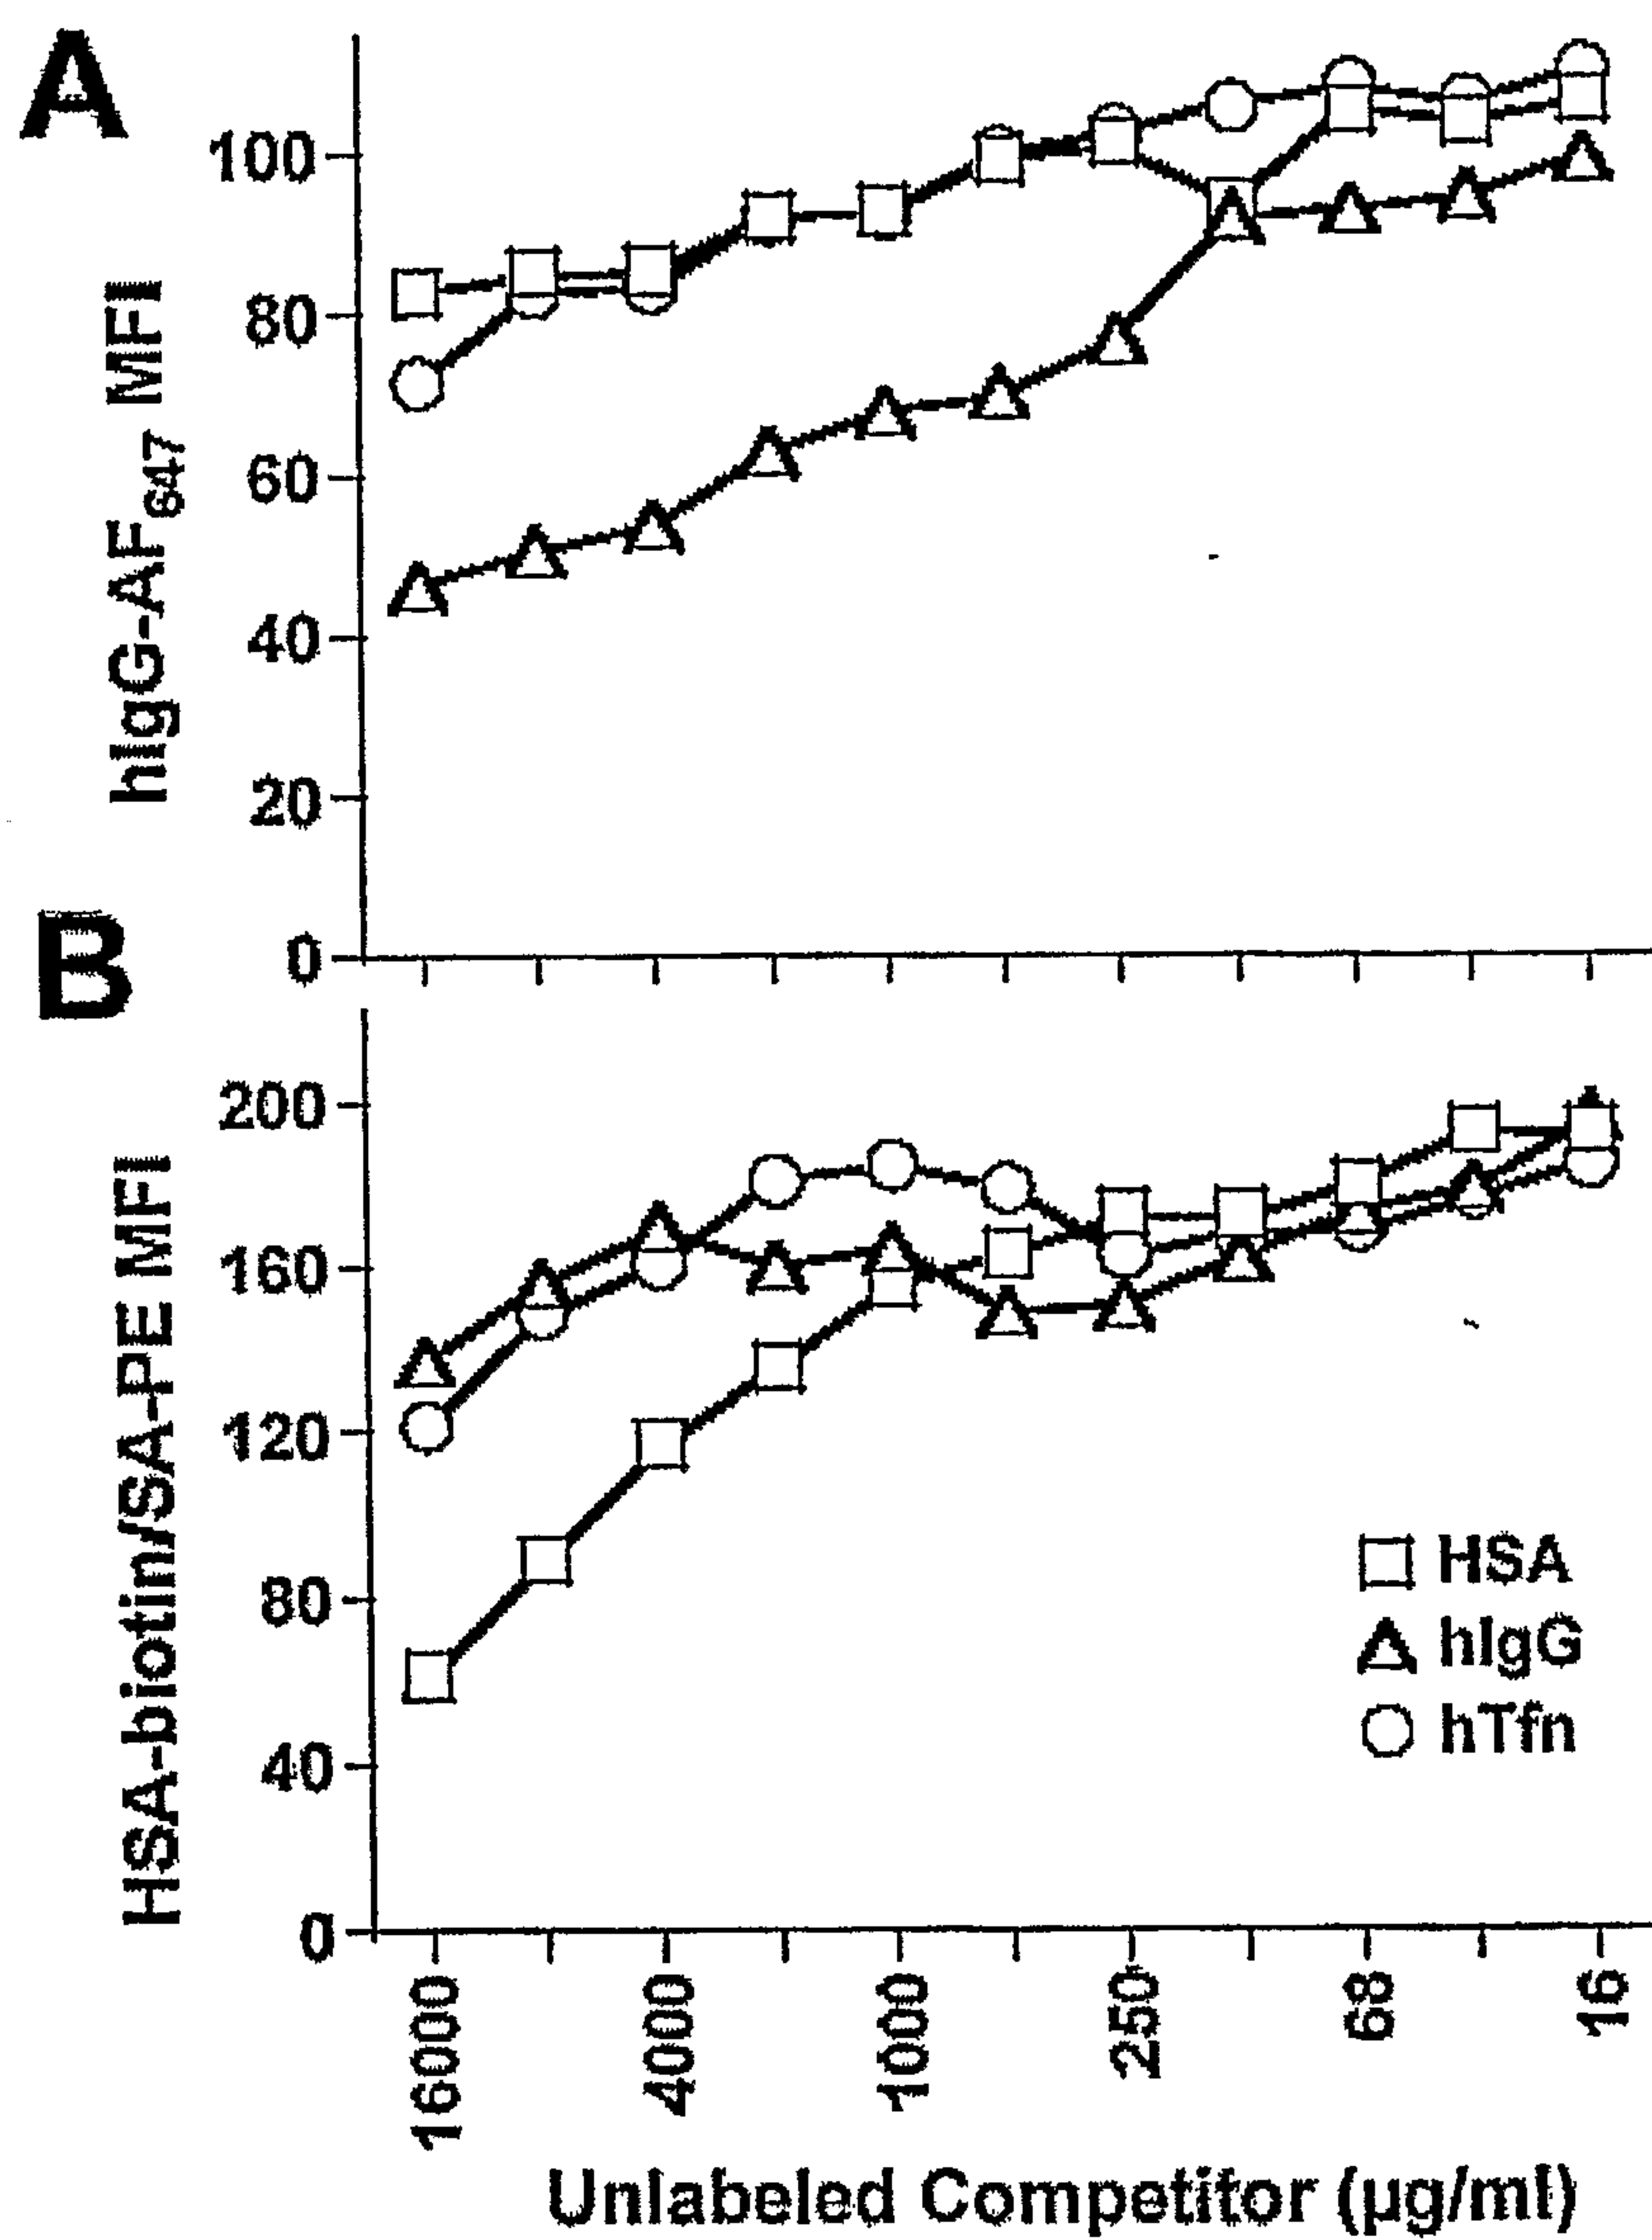 A
hIgG-AF647 MFI
100
80
60
40
20
0
B
HSA-biotin/SA-PE MFI
200
160
120
80
40
0
HSA
hIgG
hTfn
16000 4000 1000 250 68 16
Unlabeled Competitor (µg/ml)